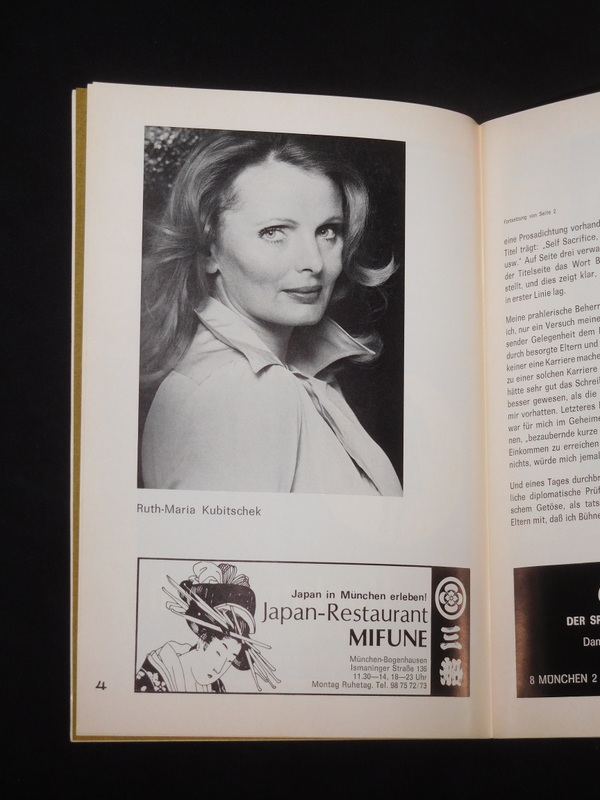 Ruth-Maria Kubitschek
Japan in München erleben!
Japan-Restaurant
MIFUNE
München-Bogenhausen
Ismaninger Straße 136
11.30—14, 18—23 Uhr
Montag Ruhetag. Tel. 98 75 72/73
三船
4
Fortsetzung von Seite 2
eine Prosadichtung vorhand
Titel trägt: „Self Sacrifice,
usw." Auf Seite drei verwa
der Titelseite das Wort B
stellt, und dies zeigt klar,
in erster Linie lag.
Meine prahlerische Beherr
ich, nur ein Versuch meine
sender Gelegenheit dem
durch besorgte Eltern und
keiner eine Karriere mache
zu einer solchen Karriere
hätte sehr gut das Schrei
besser gewesen, als die
mir vorhatten. Letzteres
war für mich im Geheime
nen, „bezaubernde kurze
Einkommen zu erreichen
nichts, würde mich jemal
Und eines Tages durchbr
liche diplomatische Prüf
schem Getöse, als tats
Eltern mit, daß ich Bühne
DER SP
Dam
8 MÜNCHEN 2